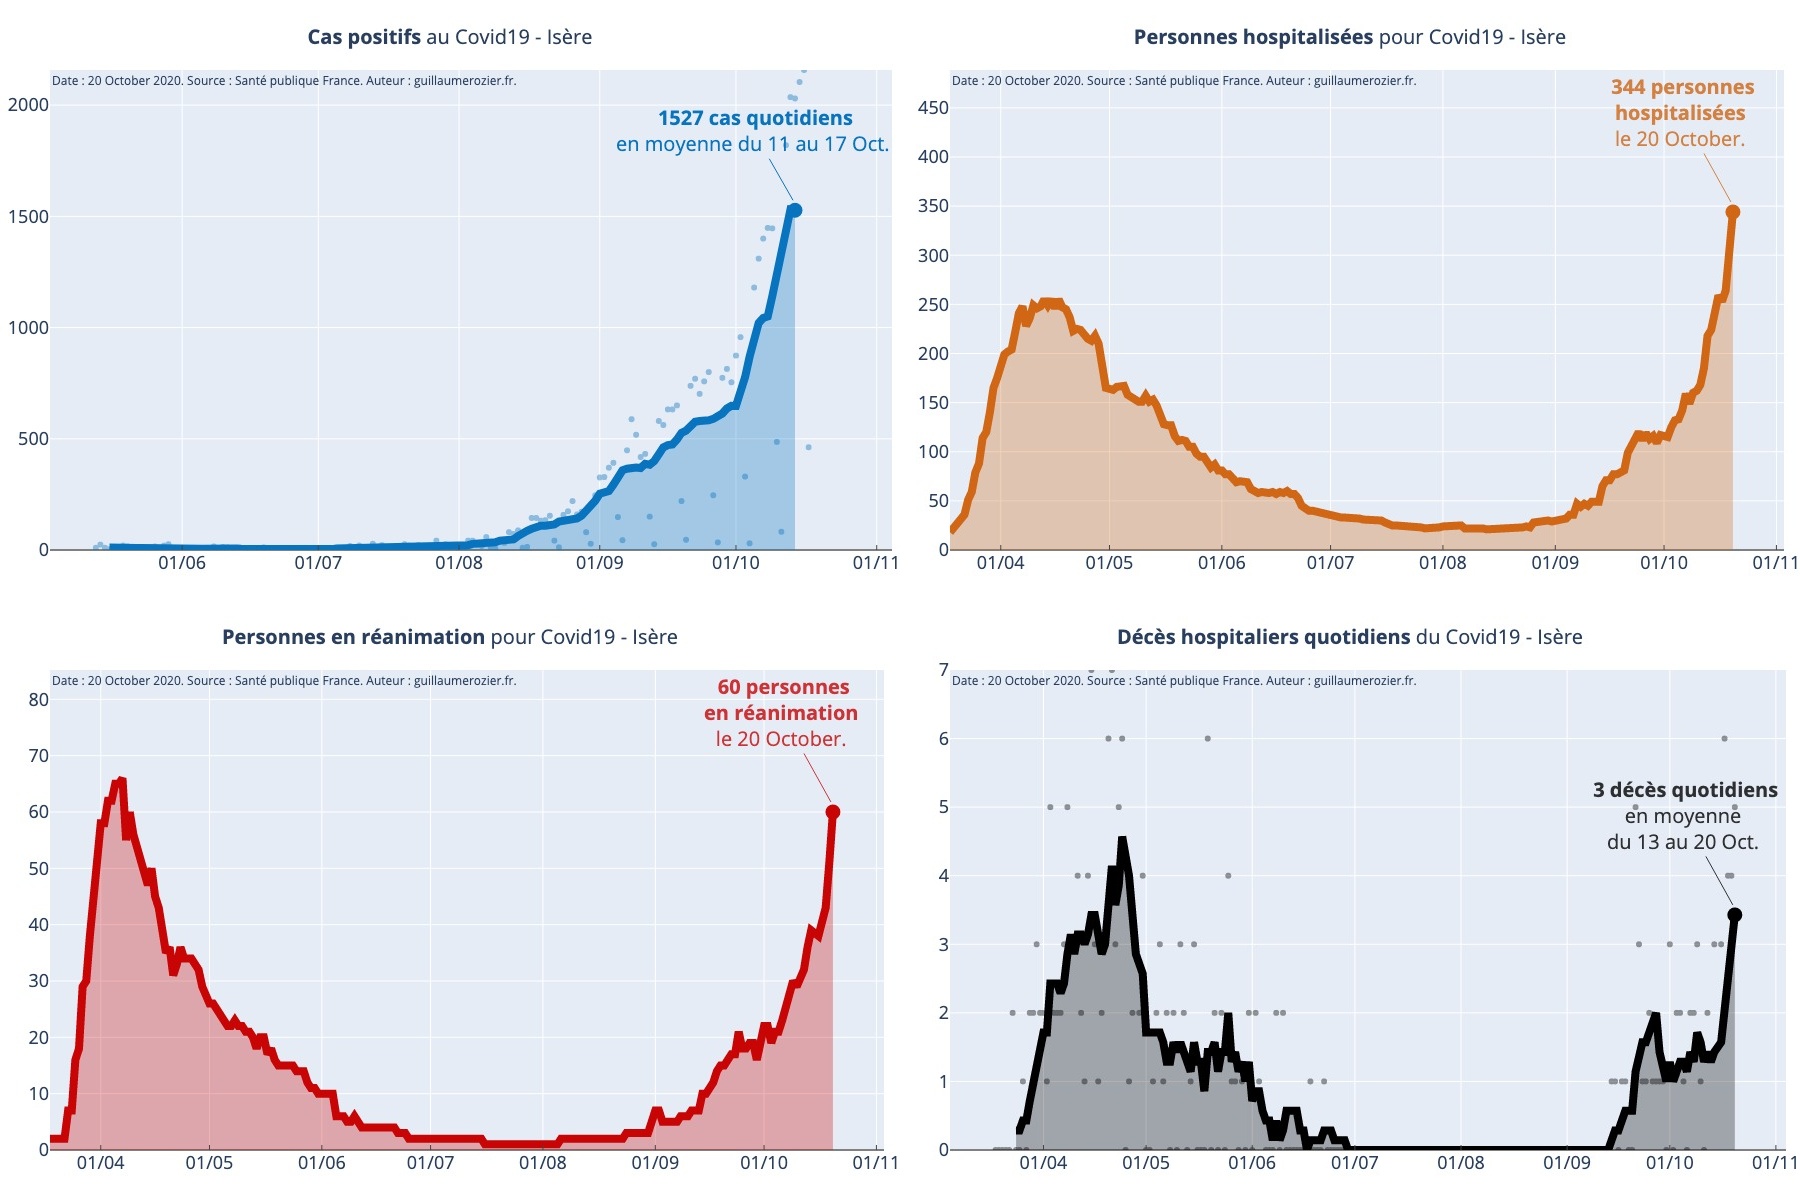 Cas positifs au Covid19 - Isère
Date : 20 October 2020. Source : Santé publique France. Auteur : guillaumerozier.fr.
1527 cas quotidiens
en moyenne du 11 au 17 Oct.
2000
1500
1000
500
0
01/06 01/07 01/08 01/09 01/10 01/11
Personnes hospitalisées pour Covid19 - Isère
Date : 20 October 2020. Source : Santé publique France. Auteur : guillaumerozier.fr.
344 personnes
hospitalisées
le 20 October.
450
400
350
300
250
200
150
100
50
0
01/04 01/05 01/06 01/07 01/08 01/09 01/10 01/11
Personnes en réanimation pour Covid19 - Isère
Date : 20 October 2020. Source : Santé publique France. Auteur : guillaumerozier.fr.
60 personnes
en réanimation
le 20 October.
80
70
60
50
40
30
20
10
0
01/04 01/05 01/06 01/07 01/08 01/09 01/10 01/11
Décès hospitaliers quotidiens du Covid19 - Isère
Date : 20 October 2020. Source : Santé publique France. Auteur : guillaumerozier.fr.
3 décès quotidiens
en moyenne
du 13 au 20 Oct.
7
6
5
4
3
2
1
0
01/04 01/05 01/06 01/07 01/08 01/09 01/10 01/11